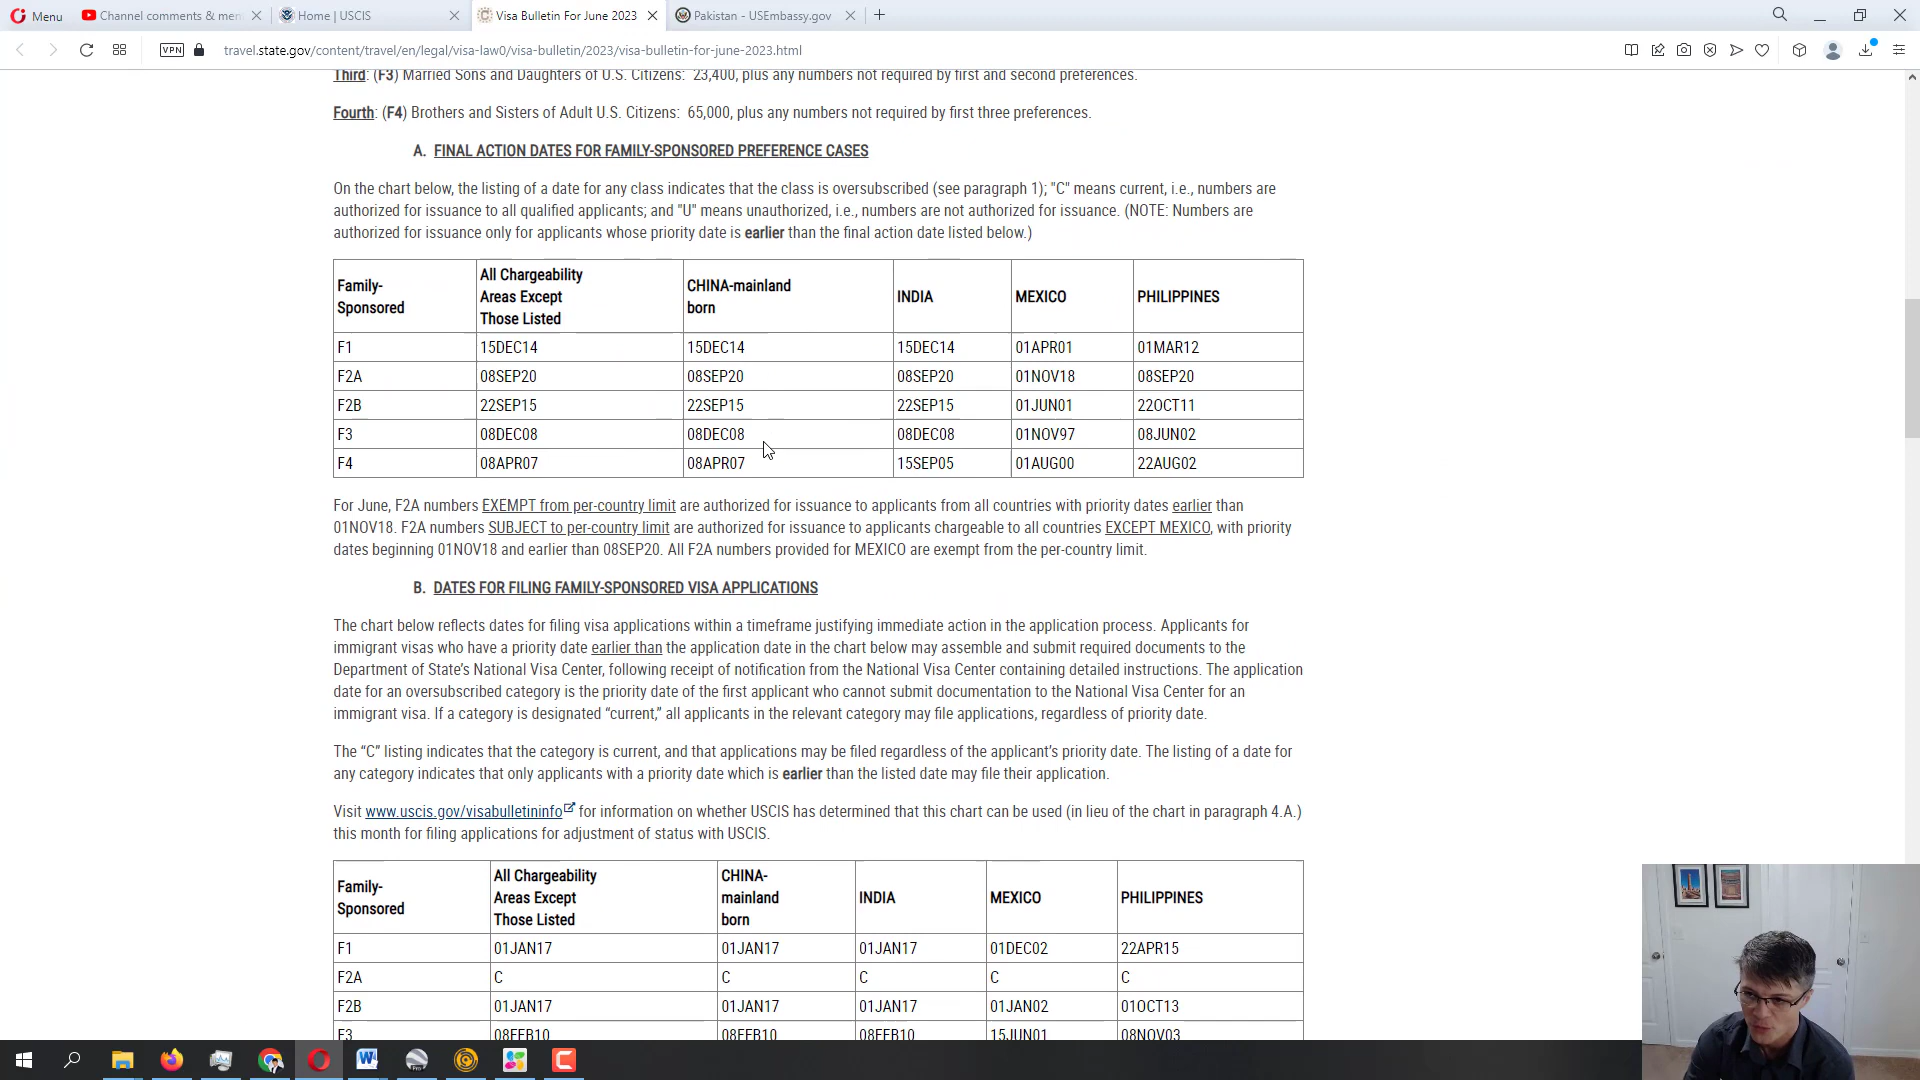 Menu
Channel comments & mer
Home | USCIS
Visa Bulletin For June 2023
Pakistan - USEmbassy.gov
VPN
travel.state.gov/content/travel/en/legal/visa-law0/visa-bulletin/2023/visa-bulletin-for-june-2023.html
Third: (F3) Married Sons and Daughters of U.S. Citizens: 23,400, plus any numbers not required by first and second preferences.
Fourth: (F4) Brothers and Sisters of Adult U.S. Citizens: 65,000, plus any numbers not required by first three preferences.
A. FINAL ACTION DATES FOR FAMILY-SPONSORED PREFERENCE CASES
On the chart below, the listing of a date for any class indicates that the class is oversubscribed (see paragraph 1); "C" means current, i.e., numbers are
authorized for issuance to all qualified applicants; and "U" means unauthorized, i.e., numbers are not authorized for issuance. (NOTE: Numbers are
authorized for issuance only for applicants whose priority date is earlier than the final action date listed below.)
Family-
Sponsored
All Chargeability
Areas Except
Those Listed
CHINA-mainland
born
INDIA
MEXICO
PHILIPPINES
F1 15DEC14 15DEC14 15DEC14 01APR01 01MAR12
F2A 08SEP20 08SEP20 08SEP20 01NOV18 08SEP20
F2B 22SEP15 22SEP15 22SEP15 01JUN01 22OCT11
F3 08DEC08 08DEC08 08DEC08 01NOV97 08JUN02
F4 08APR07 08APR07 15SEP05 01AUG00 22AUG02
For June, F2A numbers EXEMPT from per-country limit are authorized for issuance to applicants from all countries with priority dates earlier than
01NOV18. F2A numbers SUBJECT to per-country limit are authorized for issuance to applicants chargeable to all countries EXCEPT MEXICO, with priority
dates beginning 01NOV18 and earlier than 08SEP20. All F2A numbers provided for MEXICO are exempt from the per-country limit.
B. DATES FOR FILING FAMILY-SPONSORED VISA APPLICATIONS
The chart below reflects dates for filing visa applications within a timeframe justifying immediate action in the application process. Applicants for
immigrant visas who have a priority date earlier than the application date in the chart below may assemble and submit required documents to the
Department of State's National Visa Center, following receipt of notification from the National Visa Center containing detailed instructions. The application
date for an oversubscribed category is the priority date of the first applicant who cannot submit documentation to the National Visa Center for an
immigrant visa. If a category is designated “current,” all applicants in the relevant category may file applications, regardless of priority date.
The “C” listing indicates that the category is current, and that applications may be filed regardless of the applicant's priority date. The listing of a date for
any category indicates that only applicants with a priority date which is earlier than the listed date may file their application.
Visit www.uscis.gov/visabulletininfo for information on whether USCIS has determined that this chart can be used (in lieu of the chart in paragraph 4.A.)
this month for filing applications for adjustment of status with USCIS.
Family-
Sponsored
All Chargeability
Areas Except
Those Listed
CHINA-
mainland
born
INDIA
MEXICO
PHILIPPINES
F1 01JAN17 01JAN17 01JAN17 01DEC02 22APR15
F2A C C C C C
F2B 01JAN17 01JAN17 01JAN17 01JAN02 01OCT13
F3 08FEB10 08FEB10 08FEB10 15JUN01 08NOV03